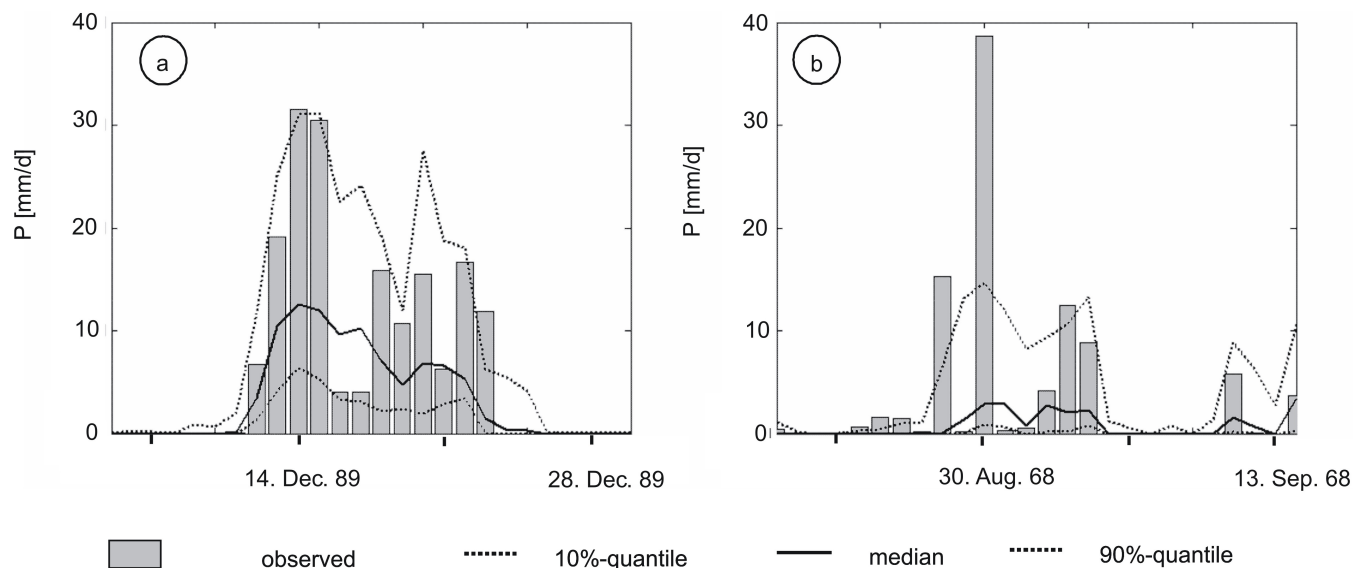 a
40
30
20
10
0
P [mm/d]
14. Dec. 89
28. Dec. 89
b
40
30
20
10
0
P [mm/d]
30. Aug. 68
13. Sep. 68
observed
10%-quantile
median
90%-quantile